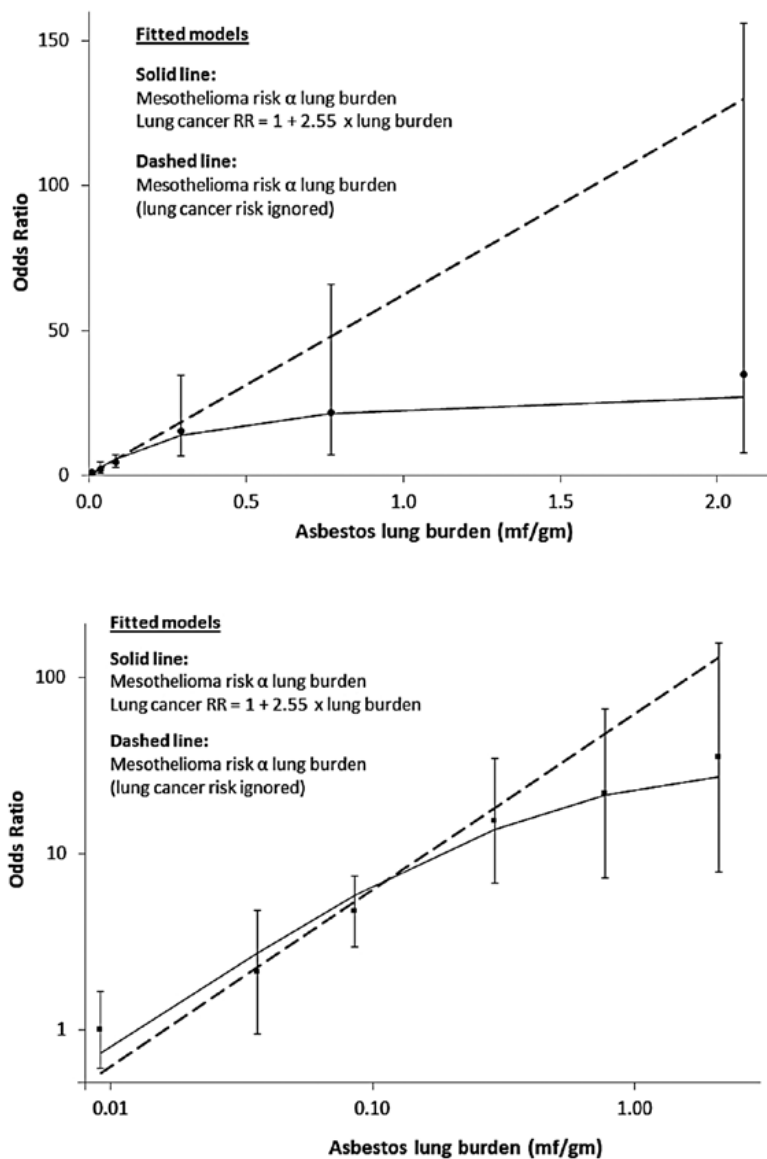 150
Fitted models
Solid line:
Mesothelioma risk α lung burden
Lung cancer RR = 1 + 2.55 x lung burden
Dashed line:
Mesothelioma risk α lung burden
(lung cancer risk ignored)
100
Odds Ratio
50
0
0.0 0.5 1.0 1.5 2.0
Asbestos lung burden (mf/gm)
Fitted models
Solid line:
Mesothelioma risk α lung burden
Lung cancer RR = 1 + 2.55 x lung burden
Dashed line:
Mesothelioma risk α lung burden
(lung cancer risk ignored)
100
Odds Ratio
10
1
0.01 0.10 1.00
Asbestos lung burden (mf/gm)